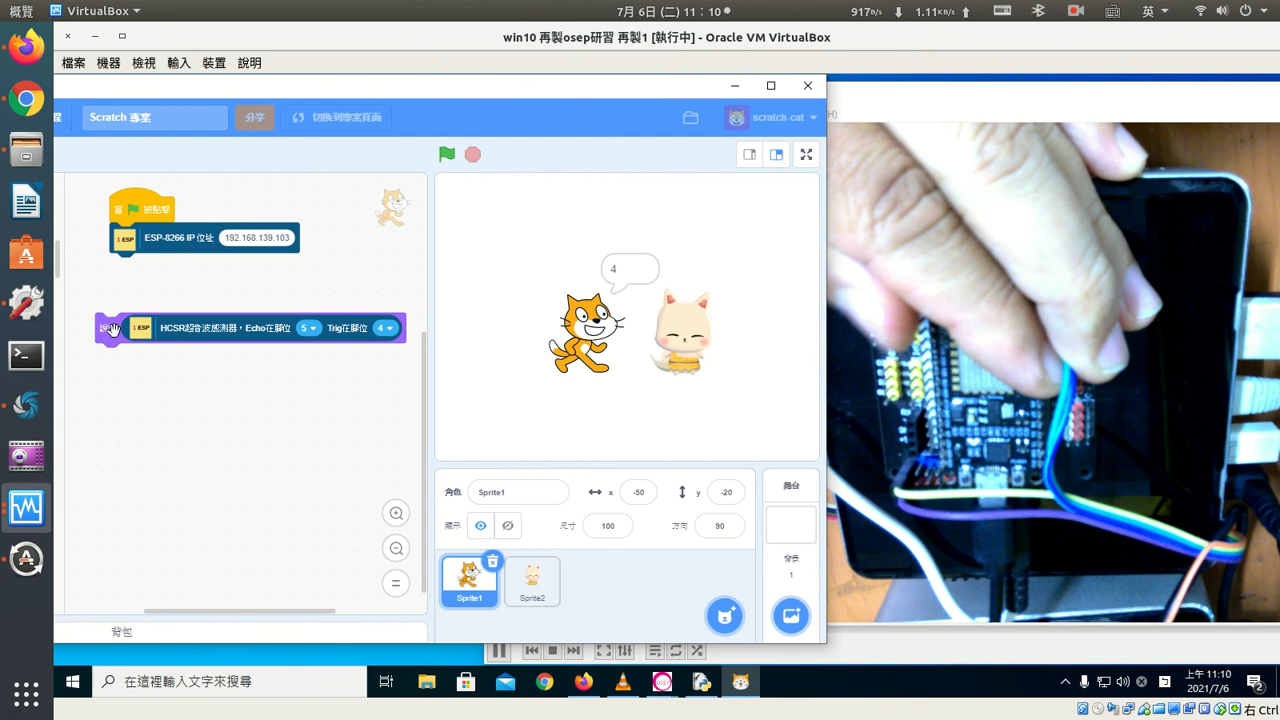 概覽 VirtualBox 7月 6日 (二) 11：10 917B/s 1.11KB/s 英
win10 再製osep研習 再製1 [執行中] - Oracle VM VirtualBox
檔案 機器 檢視 輸入 裝置 說明
程 Scratch 專案 分享 切換到專案頁面 scratch-cat
H)
當 被點擊
ESP ESP-8266 IP 位址 192.168.139.103
4
ESP HCSR超音波感測器，Echo在腳位 5 Trig在腳位 4
角色 Sprite1 x -50 y -20
顯示 尺寸 100 方向 90
Sprite1 Sprite2
舞台
背景
1
背包
在這裡輸入文字來搜尋
上午 11:10
2021/7/6
2
右 Ctrl